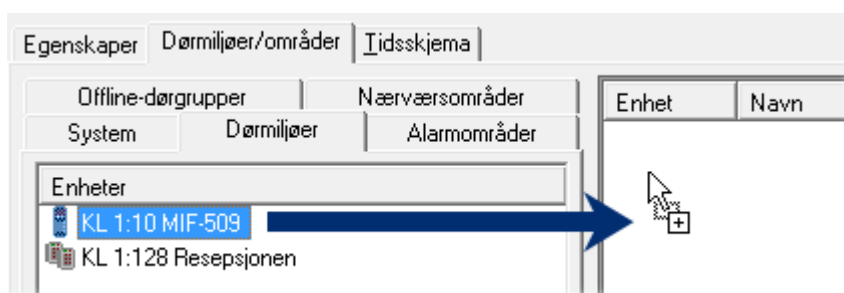 Egenskaper Dørmiljøer/områder Tidsskjema
Offline-dørgrupper Nærværsområder
System Dørmiljøer Alarmområder
Enhet Navn
Enheter
KL 1:10 MIF-509
KL 1:128 Resepsjonen